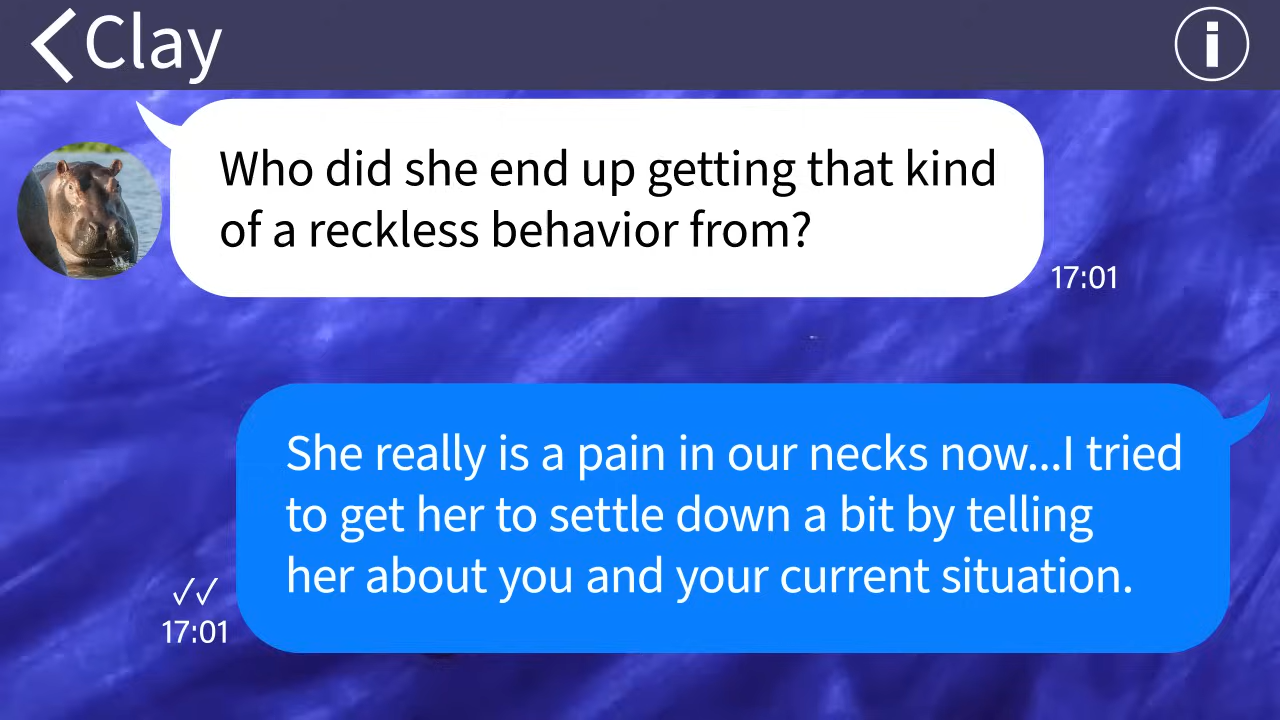 Clay
Who did she end up getting that kind
of a reckless behavior from?
17:01
She really is a pain in our necks now...I tried
to get her to settle down a bit by telling
her about you and your current situation.
✓✓
17:01